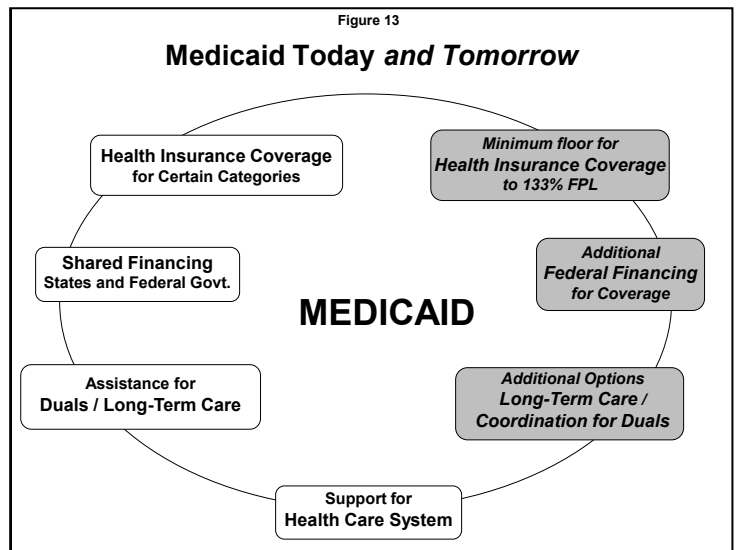 Figure 13
Medicaid Today and Tomorrow
Health Insurance Coverage
for Certain Categories
Minimum floor for
Health Insurance Coverage
to 133% FPL
Shared Financing
States and Federal Govt.
Additional
Federal Financing
for Coverage
MEDICAID
Assistance for
Duals / Long-Term Care
Additional Options
Long-Term Care /
Coordination for Duals
Support for
Health Care System